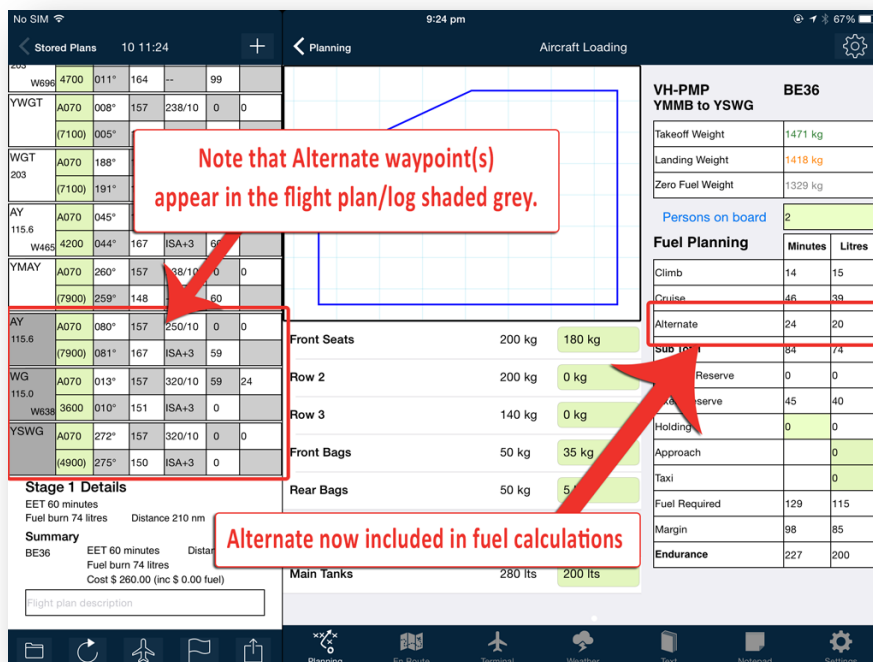 No SIM 9:24 pm 67%
Stored Plans 10 11:24 + Planning Aircraft Loading
203
W696 4700 011° 164 -- 99
YWGT A070 008° 157 238/10 0 0
(7100) 005°
WGT A070 188°
203
(7100) 191°
AY A070 045°
115.6
W465 4200 044° 167 ISA+3
YMAY A070 260° 157 0 0
(7900) 259° 148 60
AY A070 080° 157 250/10 0 0
115.6
(7900) 081° 167 ISA+3 59
WG A070 013° 157 320/10 59 24
115.0
W638 3600 010° 151 ISA+3 0
YSWG A070 272° 157 320/10 0 0
(4900) 275° 150 ISA+3 0
Stage 1 Details
EET 60 minutes
Fuel burn 74 litres Distance 210 nm
Summary
BE36 EET 60 minutes
Fuel burn 74 litres
Cost $ 260.00 (inc $ 0.00 fuel)
Flight plan description
Note that Alternate waypoint(s)
appear in the flight plan/log shaded grey.
Front Seats 200 kg 180 kg
Row 2 200 kg 0 kg
Row 3 140 kg 0 kg
Front Bags 50 kg 35 kg
Rear Bags 50 kg
Alternate now included in fuel calculations
Main Tanks 280 lts 200 lts
VH-PMP BE36
YMMB to YSWG
Takeoff Weight 1471 kg
Landing Weight 1418 kg
Zero Fuel Weight 1329 kg
Persons on board 2
Fuel Planning Minutes Litres
Climb 14 15
Cruise 46 39
Alternate 24 20
Sub Total 84 74
Reserve 0 0
Reserve 45 40
Holding 0 0
Approach 0
Taxi 0
Fuel Required 129 115
Margin 98 85
Endurance 227 200
Planning En Route Terminal Weather Text Notepad Settings